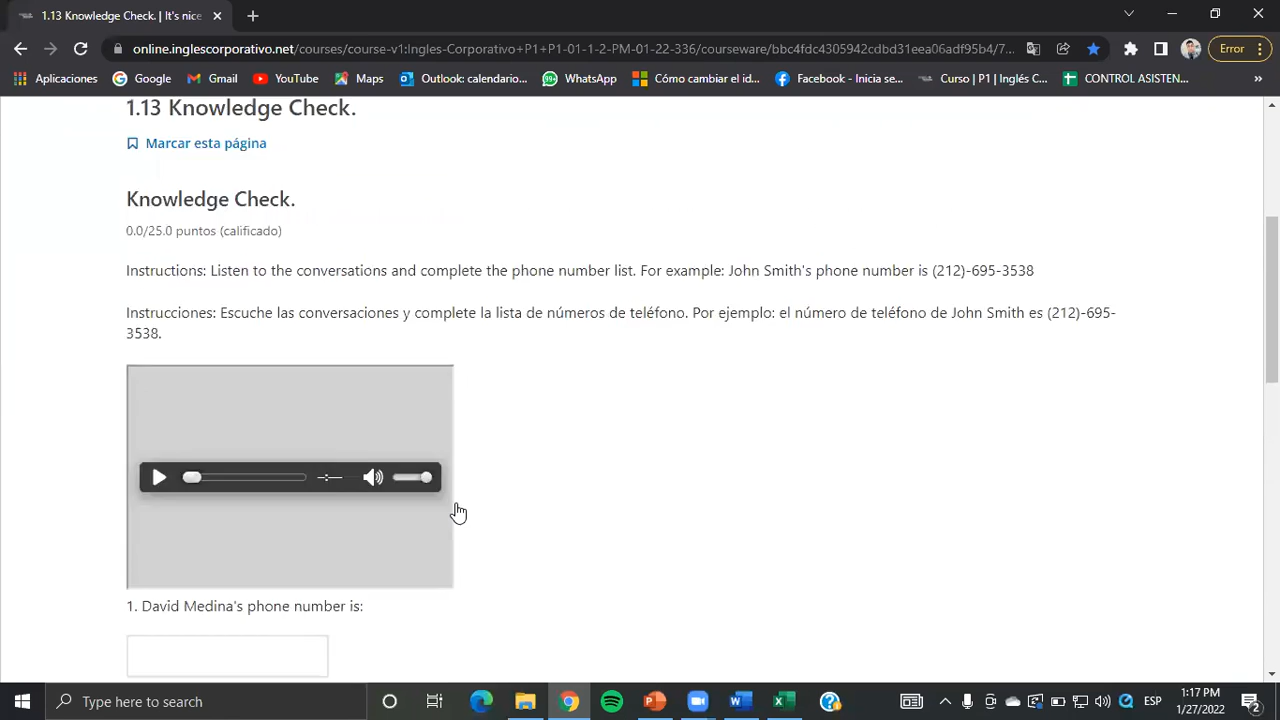 1.13 Knowledge Check. | It's nice
online.inglescorporativo.net/courses/course-v1:Ingles-Corporativo+P1+P1-01-1-2-PM-01-22-336/courseware/bbc4fdc4305942cdbd31eea06adf95b4/7...
Error
Aplicaciones
Google
Gmail
YouTube
Maps
Outlook: calendario...
99+
WhatsApp
Cómo cambiar el id...
Facebook - Inicia se...
Curso | P1 | Inglés C...
CONTROL ASISTEN...
»
1.13 Knowledge Check.
Marcar esta página
Knowledge Check.
0.0/25.0 puntos (calificado)
Instructions: Listen to the conversations and complete the phone number list. For example: John Smith's phone number is (212)-695-3538
Instrucciones: Escuche las conversaciones y complete la lista de números de teléfono. Por ejemplo: el número de teléfono de John Smith es (212)-695-
3538.
--:--
1. David Medina's phone number is:
Type here to search
ESP
1:17 PM
1/27/2022
2